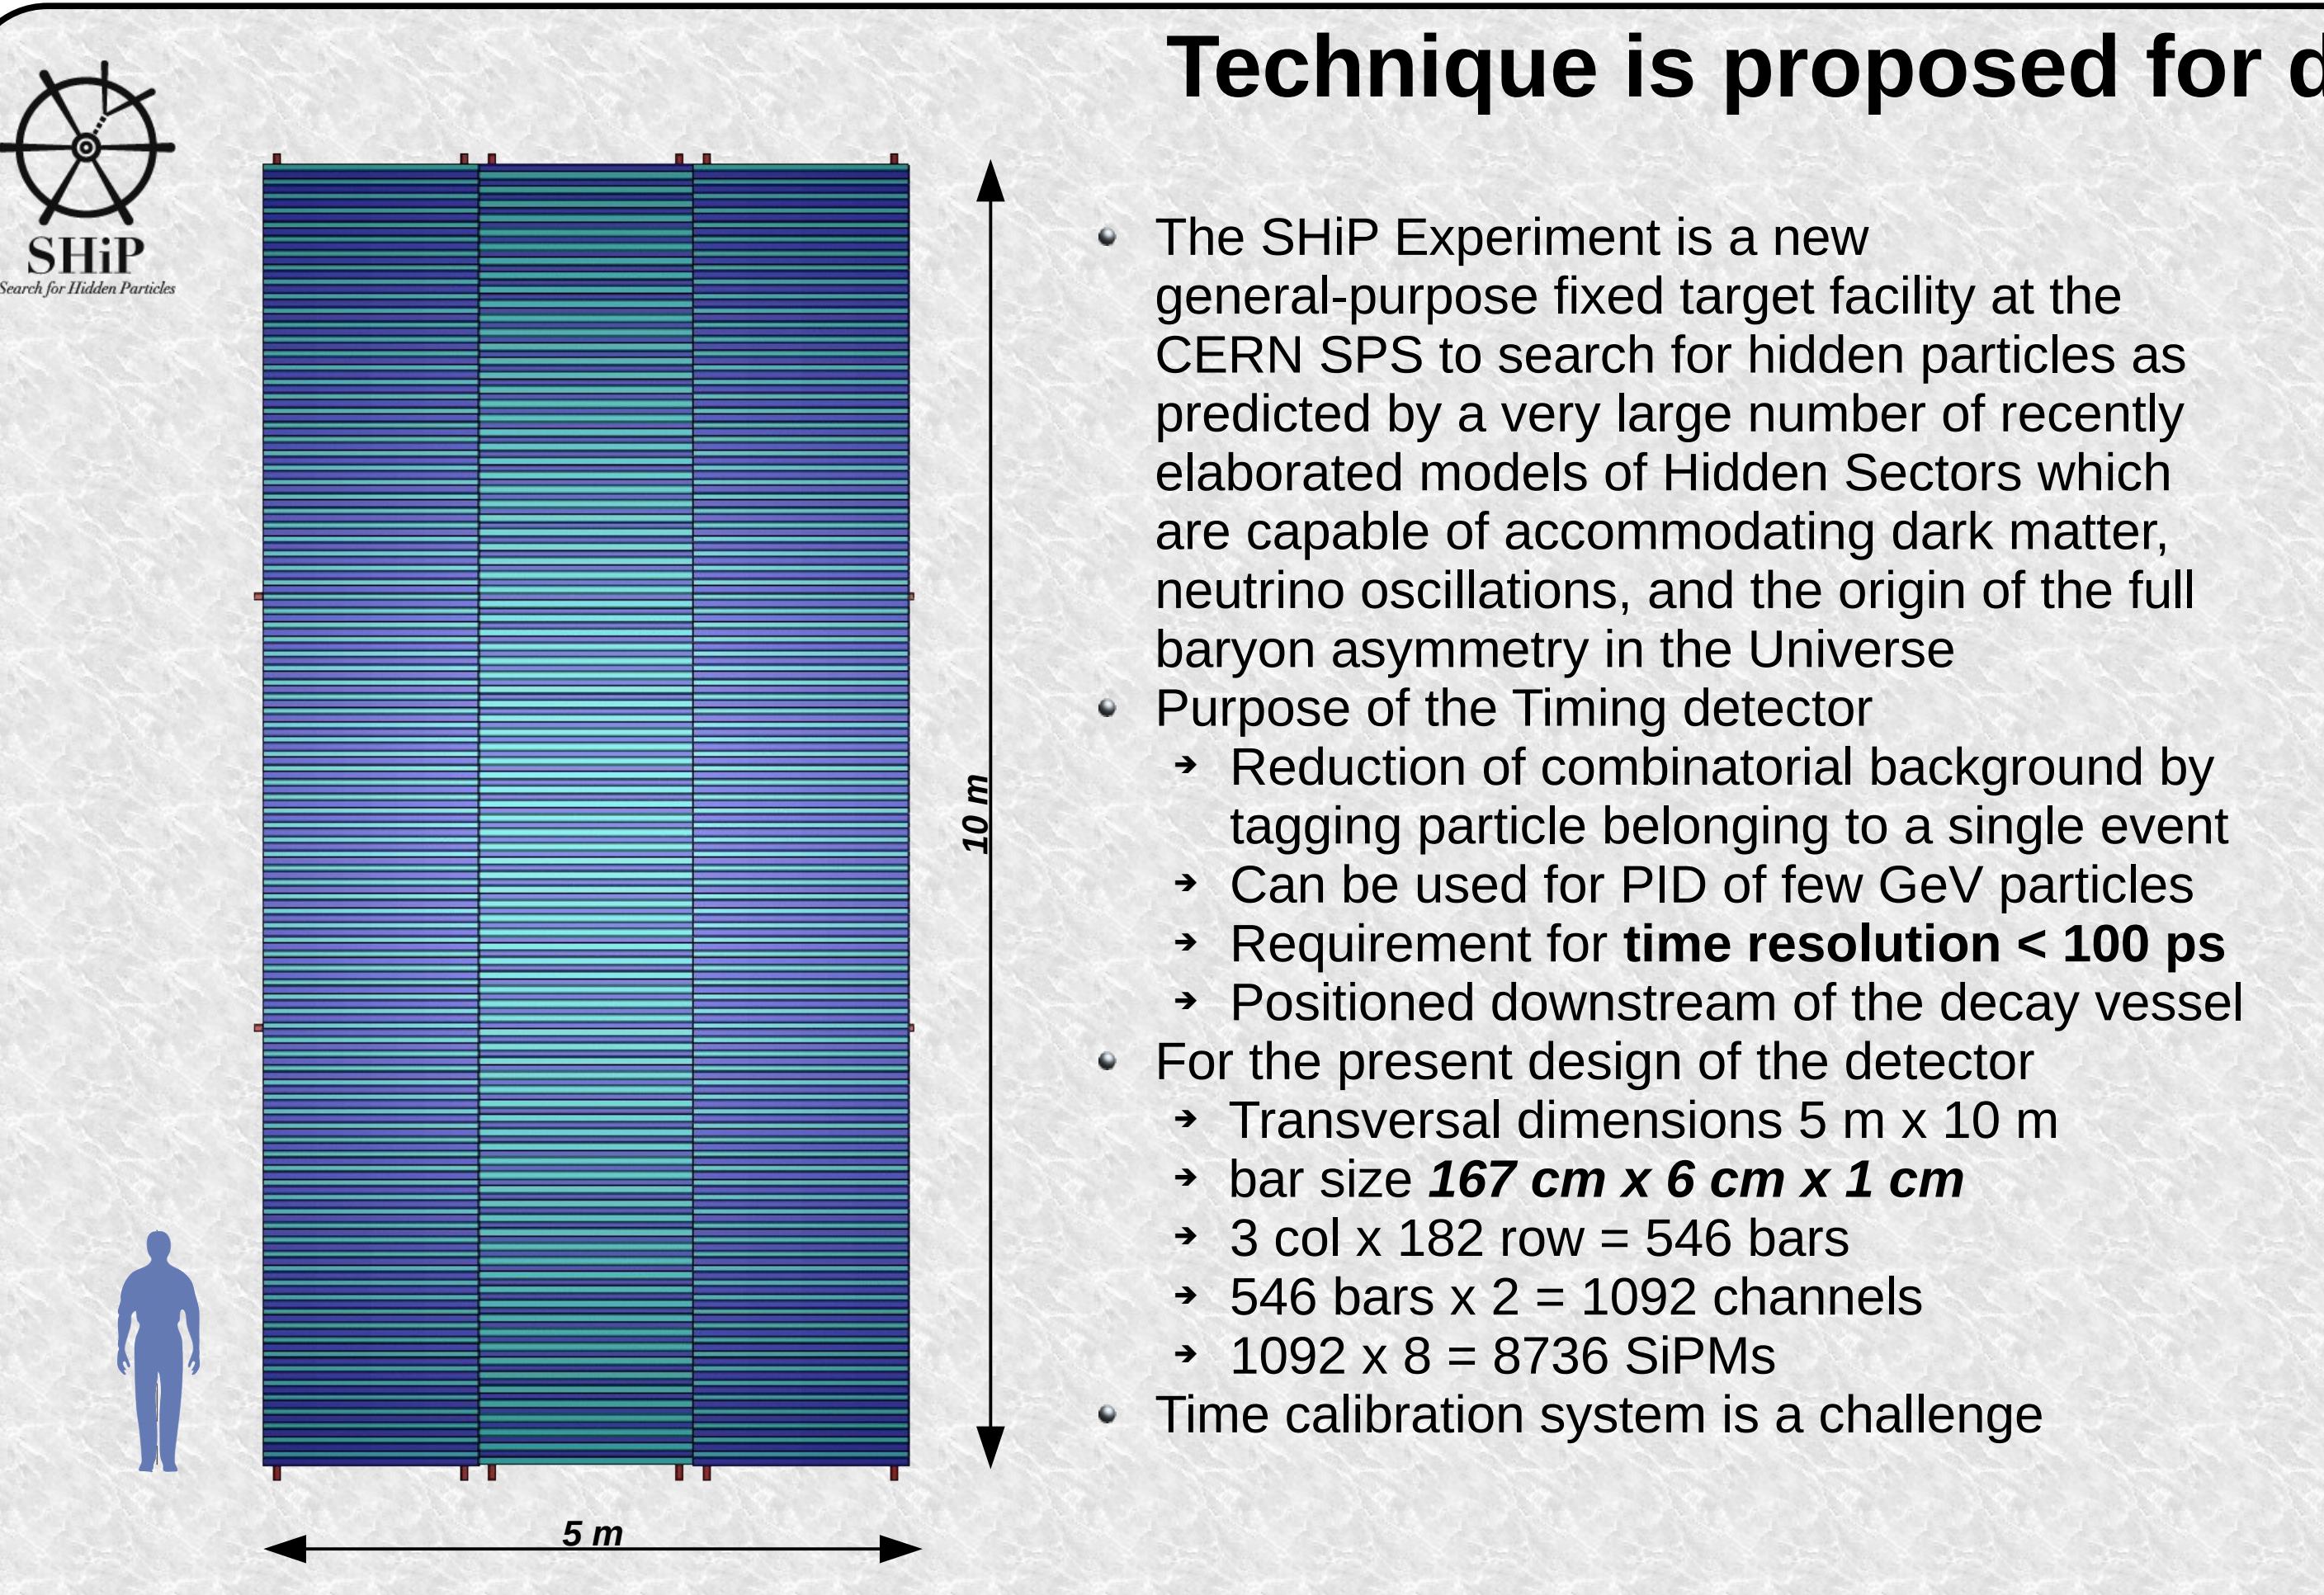 Technique is proposed for d
SHiP
Search for Hidden Particles
10 m
5 m
The SHiP Experiment is a new
general-purpose fixed target facility at the
CERN SPS to search for hidden particles as
predicted by a very large number of recently
elaborated models of Hidden Sectors which
are capable of accommodating dark matter,
neutrino oscillations, and the origin of the full
baryon asymmetry in the Universe
Purpose of the Timing detector
Reduction of combinatorial background by
tagging particle belonging to a single event
Can be used for PID of few GeV particles
Requirement for time resolution < 100 ps
Positioned downstream of the decay vessel
For the present design of the detector
Transversal dimensions 5 m x 10 m
bar size 167 cm x 6 cm x 1 cm
3 col x 182 row = 546 bars
546 bars x 2 = 1092 channels
1092 x 8 = 8736 SiPMs
Time calibration system is a challenge